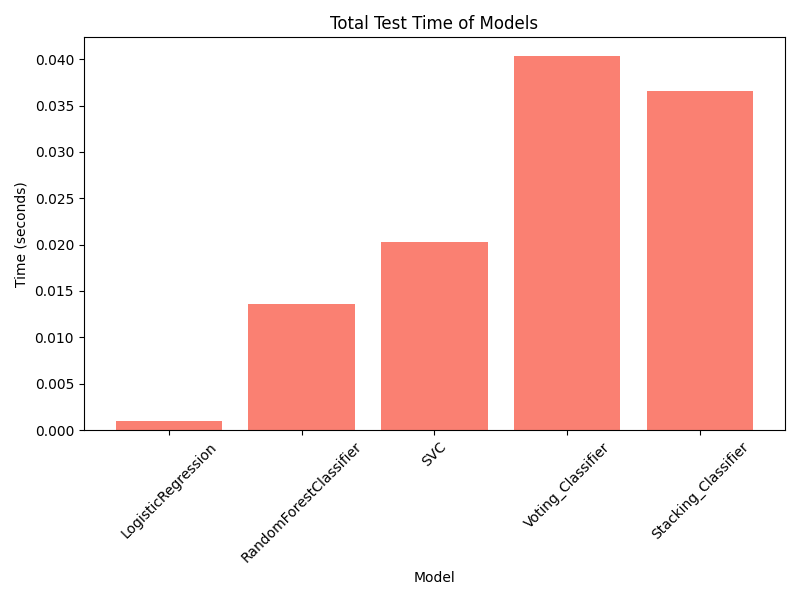 Total Test Time of Models
Time (seconds)
0.040
0.035
0.030
0.025
0.020
0.015
0.010
0.005
0.000
LogisticRegression
RandomForestClassifier
SVC
Voting_Classifier
Stacking_Classifier
Model